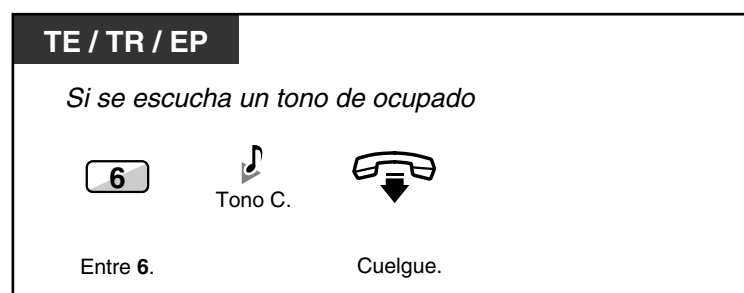 TE / TR / EP
Si se escucha un tono de ocupado
6
Tono C.
Entre 6.
Cuelgue.